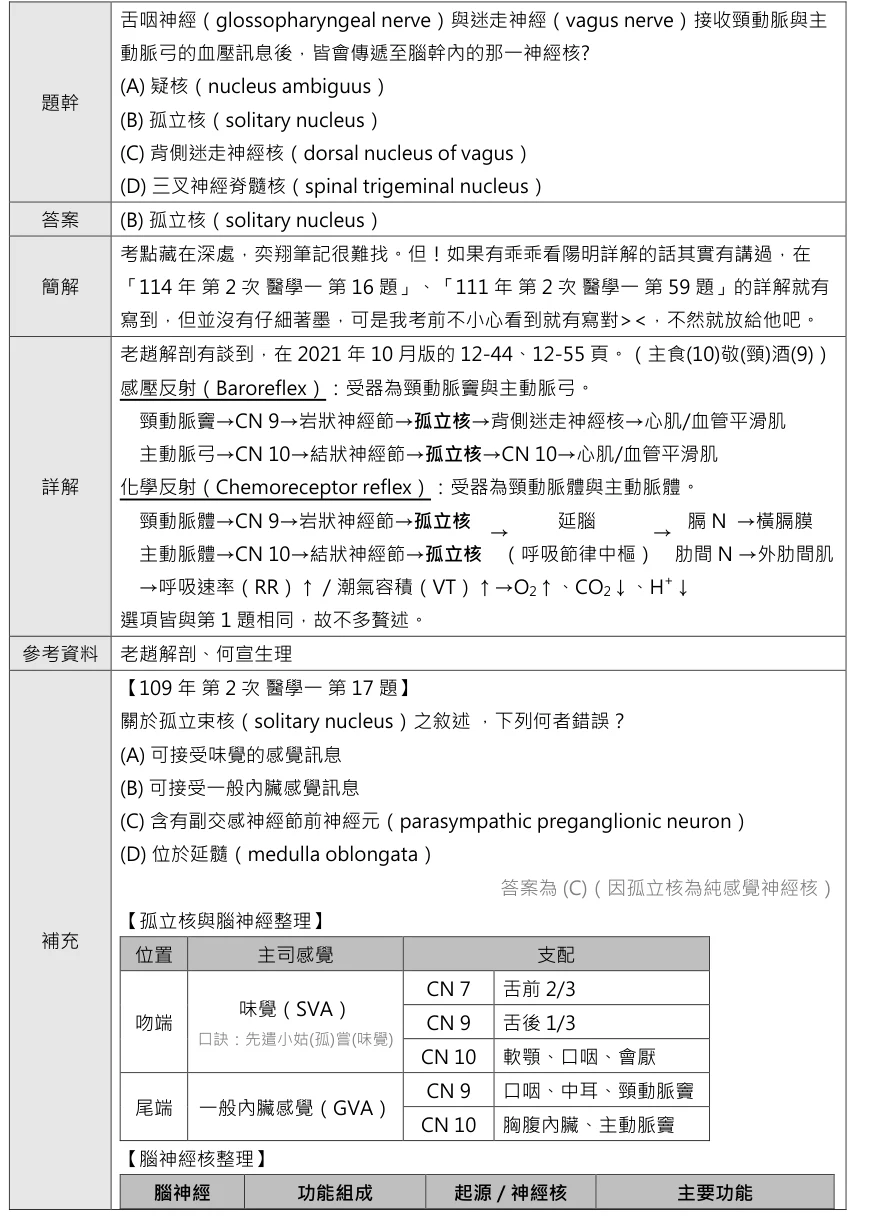 題幹
舌咽神經（glossopharyngeal nerve）與迷走神經（vagus nerve）接收頸動脈與主
動脈弓的血壓訊息後，皆會傳遞至腦幹內的那一神經核?
(A) 疑核（nucleus ambiguus）
(B) 孤立核（solitary nucleus）
(C) 背側迷走神經核（dorsal nucleus of vagus）
(D) 三叉神經脊髓核（spinal trigeminal nucleus）
答案
(B) 孤立核（solitary nucleus）
簡解
考點藏在深處，奕翔筆記很難找。但！如果有乖乖看陽明詳解的話其實有講過，在
「114 年 第 2 次 醫學一 第 16 題」、「111 年 第 2 次 醫學一 第 59 題」的詳解就有
寫到，但並沒有仔細著墨，可是我考前不小心看到就有寫對><，不然就放給他吧。
詳解
老趙解剖有談到，在 2021 年 10 月版的 12-44、12-55 頁。（主食(10)敬(頸)酒(9)）
感壓反射（Baroreflex）：受器為頸動脈竇與主動脈弓。
頸動脈竇→CN 9→岩狀神經節→孤立核→背側迷走神經核→心肌/血管平滑肌
主動脈弓→CN 10→結狀神經節→孤立核→CN 10→心肌/血管平滑肌
化學反射（Chemoreceptor reflex）：受器為頸動脈體與主動脈體。
頸動脈體→CN 9→岩狀神經節→孤立核 → 延腦 → 膈 N →橫膈膜
主動脈體→CN 10→結狀神經節→孤立核 （呼吸節律中樞） 肋間 N →外肋間肌
→呼吸速率（RR）↑ / 潮氣容積（VT）↑→O₂↑、CO₂↓、H⁺↓
選項皆與第 1 題相同，故不多贅述。
參考資料
老趙解剖、何宣生理
補充
【109 年 第 2 次 醫學一 第 17 題】
關於孤立束核（solitary nucleus）之敘述 ，下列何者錯誤？
(A) 可接受味覺的感覺訊息
(B) 可接受一般內臟感覺訊息
(C) 含有副交感神經節前神經元（parasympathic preganglionic neuron）
(D) 位於延髓（medulla oblongata）
答案為 (C)（因孤立核為純感覺神經核）
【孤立核與腦神經整理】
位置 主司感覺 支配
吻端 味覺（SVA）
口訣：先遣小姑(孤)嘗(味覺)
CN 7 舌前 2/3
CN 9 舌後 1/3
CN 10 軟顎、口咽、會厭
尾端 一般內臟感覺（GVA）
CN 9 口咽、中耳、頸動脈竇
CN 10 胸腹內臟、主動脈竇
【腦神經核整理】
腦神經 功能組成 起源 / 神經核 主要功能